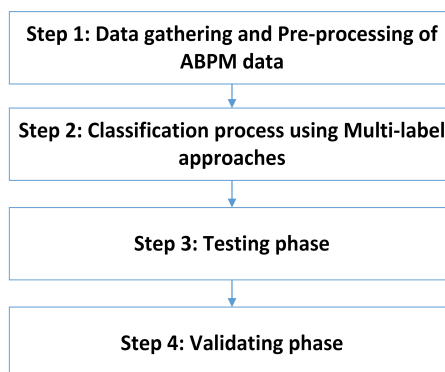 Step 1: Data gathering and Pre-processing of
ABPM data
Step 2: Classification process using Multi-label
approaches
Step 3: Testing phase
Step 4: Validating phase